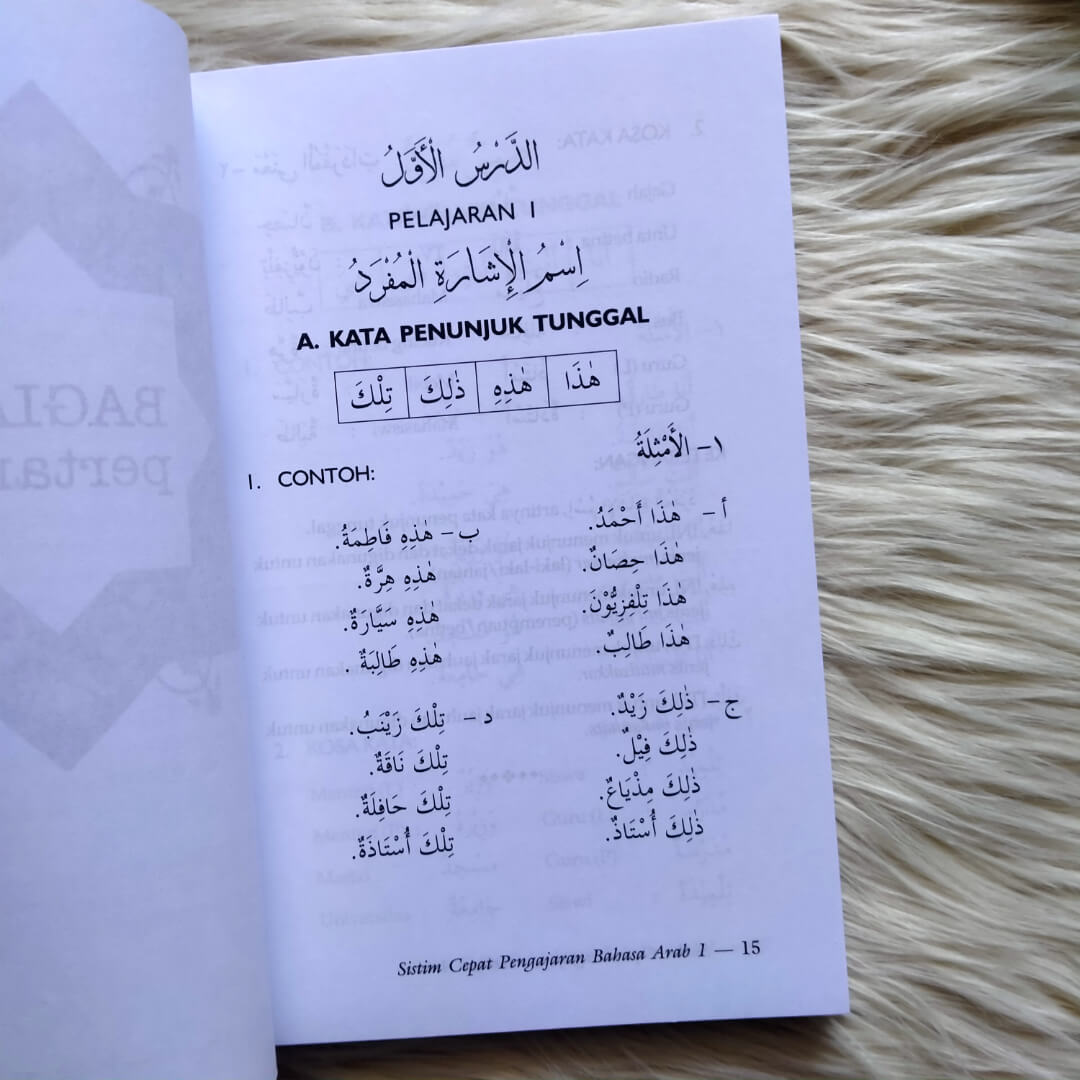 الدَّرْسُ الْأَوَّلُ
PELAJARAN I
اِسْمُ الْإِشَارَةِ الْمُفْرَدُ
A. KATA PENUNJUK TUNGGAL
هٰذَا هٰذِهِ ذٰلِكَ تِلْكَ
١- الأَمْثِلَةُ
I. CONTOH:
أ - هٰذَا أَحْمَدُ.
هٰذَا حِصَانٌ.
هٰذَا تِلْفِزِيُّوْنَ.
هٰذَا طَالِبٌ.
ب - هٰذِهِ فَاطِمَةُ.
هٰذِهِ هِرَّةٌ.
هٰذِهِ سَيَّارَةٌ.
هٰذِهِ طَالِبَةٌ.
ج - ذٰلِكَ زَيْدٌ.
ذٰلِكَ فِيْلٌ.
ذٰلِكَ مِذْيَاعٌ.
ذٰلِكَ أُسْتَاذٌ.
د - تِلْكَ زَيْنَبُ.
تِلْكَ نَاقَةٌ.
تِلْكَ حَافِلَةٌ.
تِلْكَ أُسْتَاذَةٌ.
Sistim Cepat Pengajaran Bahasa Arab 1 — 15